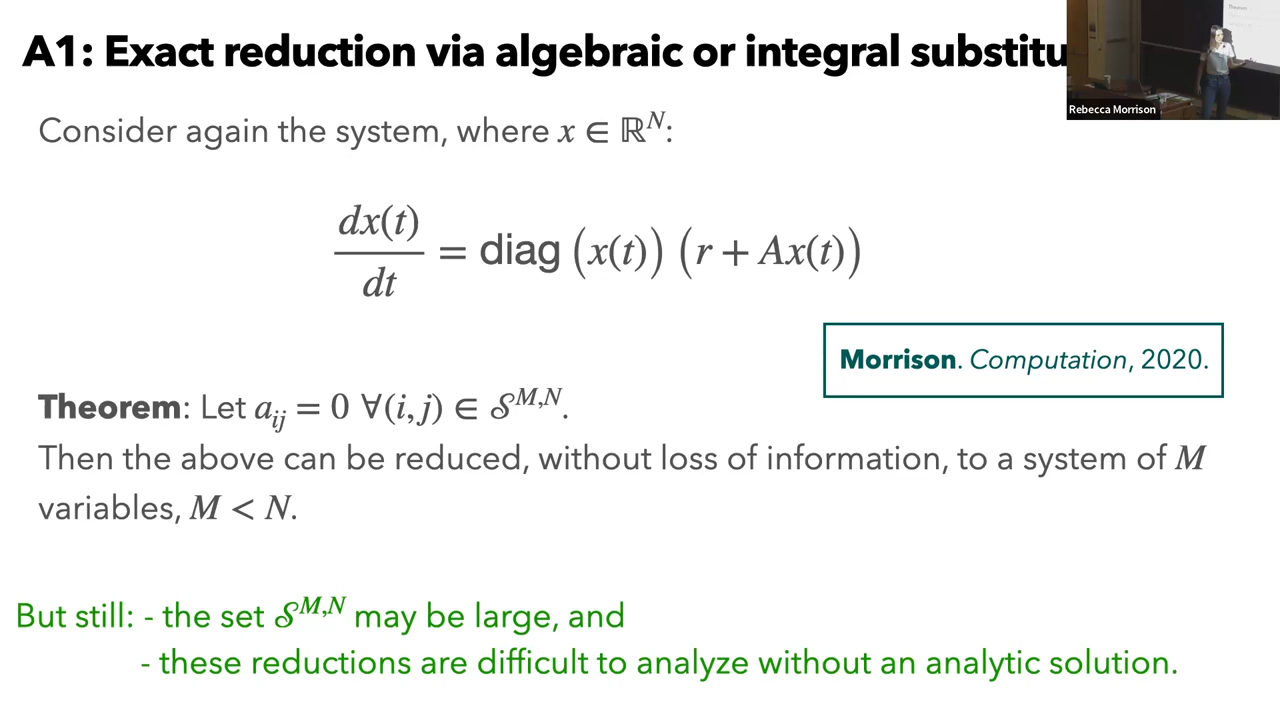 A1: Exact reduction via algebraic or integral substitu
Rebecca Morrison
Consider again the system, where x ∈ ℝ^N:
dx(t)/dt = diag (x(t)) (r + Ax(t))
Morrison. Computation, 2020.
Theorem: Let a_ij = 0 ∀(i, j) ∈ 𝒮^{M,N}.
Then the above can be reduced, without loss of information, to a system of M
variables, M < N.
But still: - the set 𝒮^{M,N} may be large, and
- these reductions are difficult to analyze without an analytic solution.